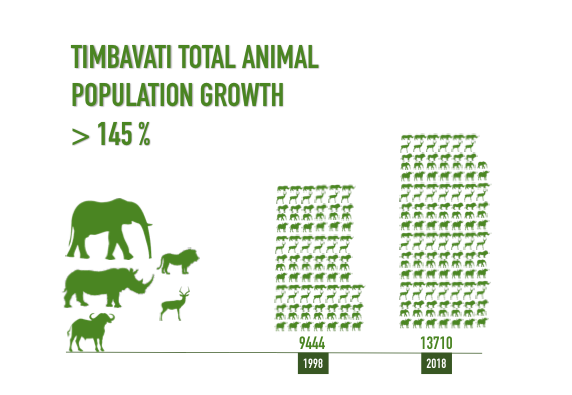 TIMBAVATI TOTAL ANIMAL
POPULATION GROWTH
> 145 %
9444
13710
1998
2018